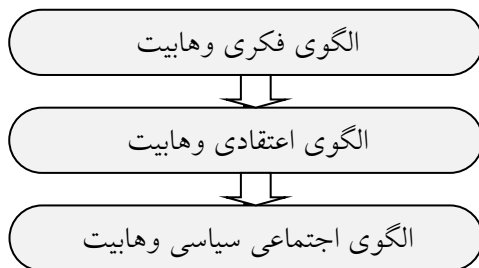 الگوی فکری وهابیت
الگوی اعتقادی وهابیت
الگوی اجتماعی سیاسی وهابیت